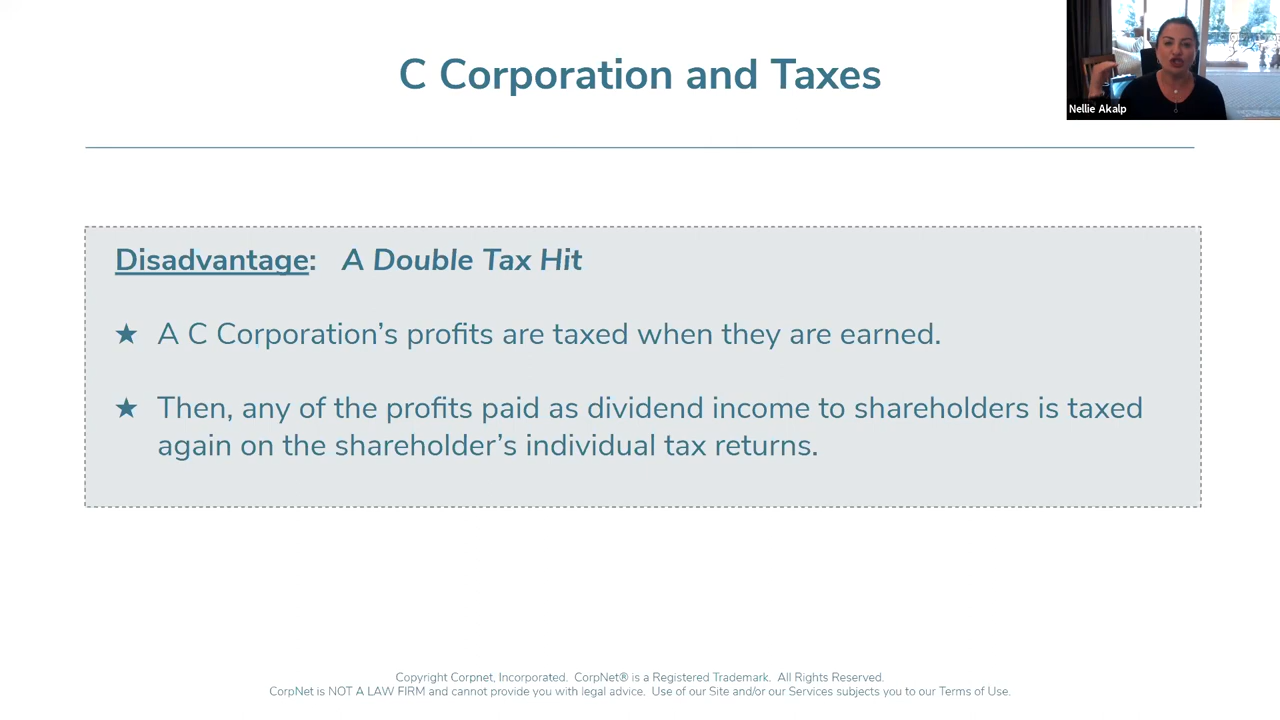 C Corporation and Taxes
Nellie Akalp
Disadvantage: A Double Tax Hit
★ A C Corporation’s profits are taxed when they are earned.
★ Then, any of the profits paid as dividend income to shareholders is taxed
again on the shareholder’s individual tax returns.
Copyright Corpnet, Incorporated. CorpNet® is a Registered Trademark. All Rights Reserved.
CorpNet is NOT A LAW FIRM and cannot provide you with legal advice. Use of our Site and/or our Services subjects you to our Terms of Use.